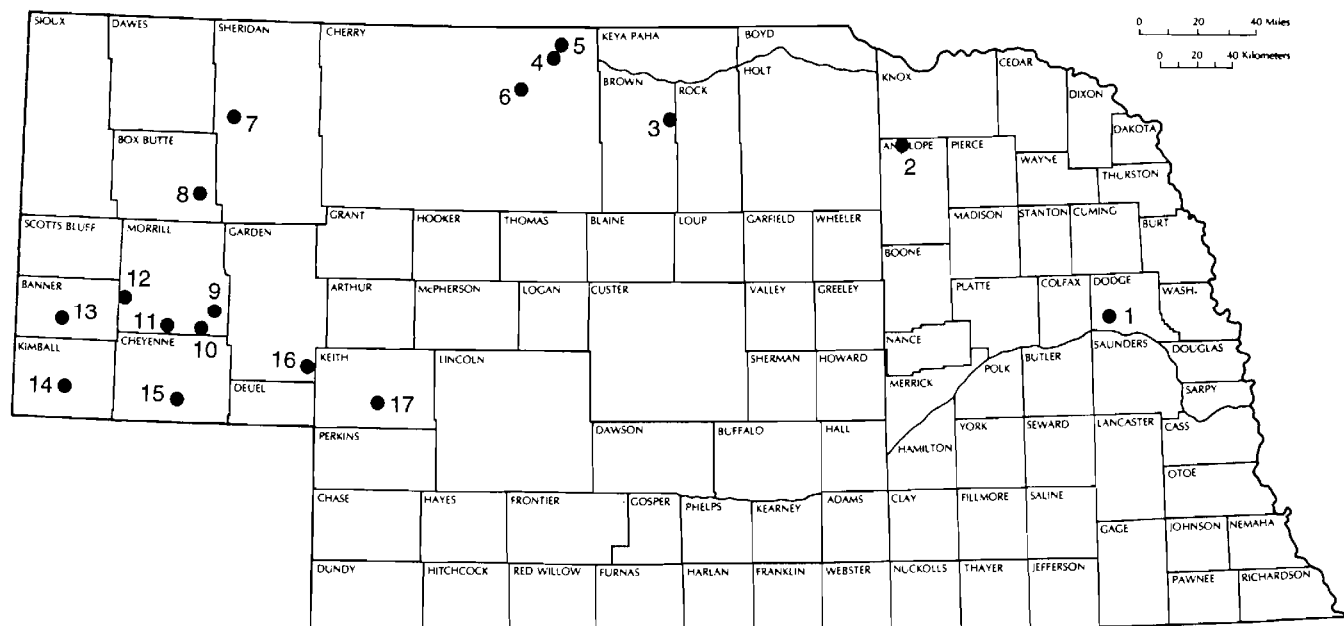 0 20 40 Miles
0 20 40 Kilometers
SIOUX
DAWES
SHERIDAN
CHERRY
KEYA PAHA
BOYD
5
4
6
HOLT
KNOX
CEDAR
DIXON
BROWN
ROCK
3
7
DAKOTA
BOX BUTTE
ANTELOPE
2
PIERCE
WAYNE
THURSTON
8
SCOTTS BLUFF
MORRILL
GARDEN
GRANT
HOOKER
THOMAS
BLAINE
LOUP
GARFIELD
WHEELER
MADISON
STANTON
CUMING
BURT
BOONE
BANNER
12
9
ARTHUR
McPHERSON
LOGAN
CUSTER
VALLEY
GREELEY
PLATTE
COLFAX
DODGE
WASH.
13
11
10
1
KIMBALL
CHEYENNE
16
KEITH
LINCOLN
SHERMAN
HOWARD
NANCE
MERRICK
POLK
BUTLER
SAUNDERS
DOUGLAS
SARPY
14
15
DEUEL
17
PERKINS
DAWSON
BUFFALO
HALL
HAMILTON
YORK
SEWARD
LANCASTER
CASS
OTOE
CHASE
HAYES
FRONTIER
GOSPER
PHELPS
KEARNEY
ADAMS
CLAY
FILLMORE
SALINE
GAGE
JOHNSON
NEMAHA
DUNDY
HITCHCOCK
RED WILLOW
FURNAS
HARLAN
FRANKLIN
WEBSTER
NUCKOLLS
THAYER
JEFFERSON
PAWNEE
RICHARDSON